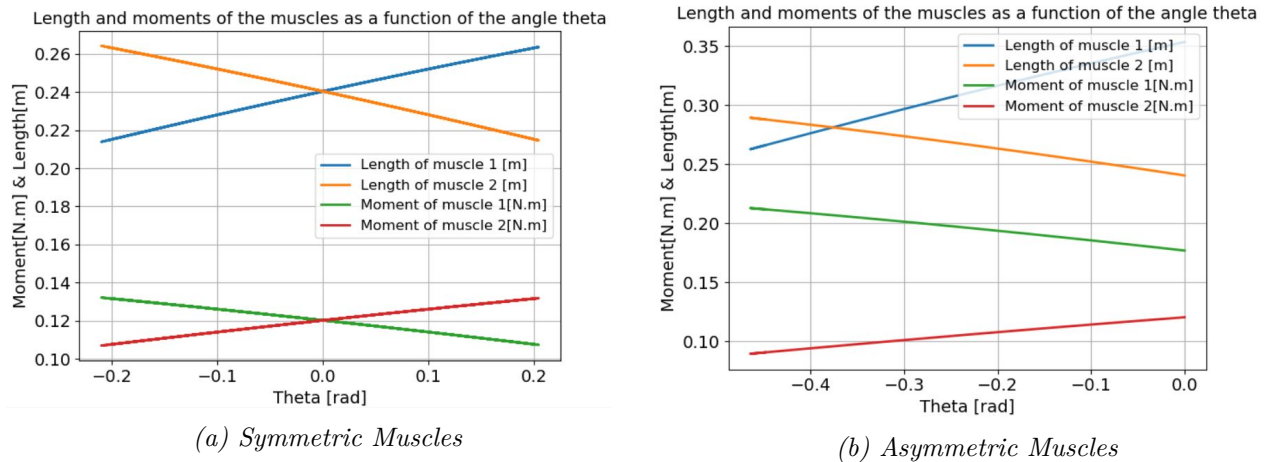 Length and moments of the muscles as a function of the angle theta
Moment[N.m] & Length[m]
0.26
0.24
0.22
0.20
0.18
0.16
0.14
0.12
0.10
Length of muscle 1 [m]
Length of muscle 2 [m]
Moment of muscle 1[N.m]
Moment of muscle 2[N.m]
−0.2
−0.1
0.0
0.1
0.2
Theta [rad]
(a) Symmetric Muscles
Length and moments of the muscles as a function of the angle theta
Moment[N.m] & Length[m]
0.35
0.30
0.25
0.20
0.15
0.10
Length of muscle 1 [m]
Length of muscle 2 [m]
Moment of muscle 1[N.m]
Moment of muscle 2[N.m]
−0.4
−0.3
−0.2
−0.1
0.0
Theta [rad]
(b) Asymmetric Muscles